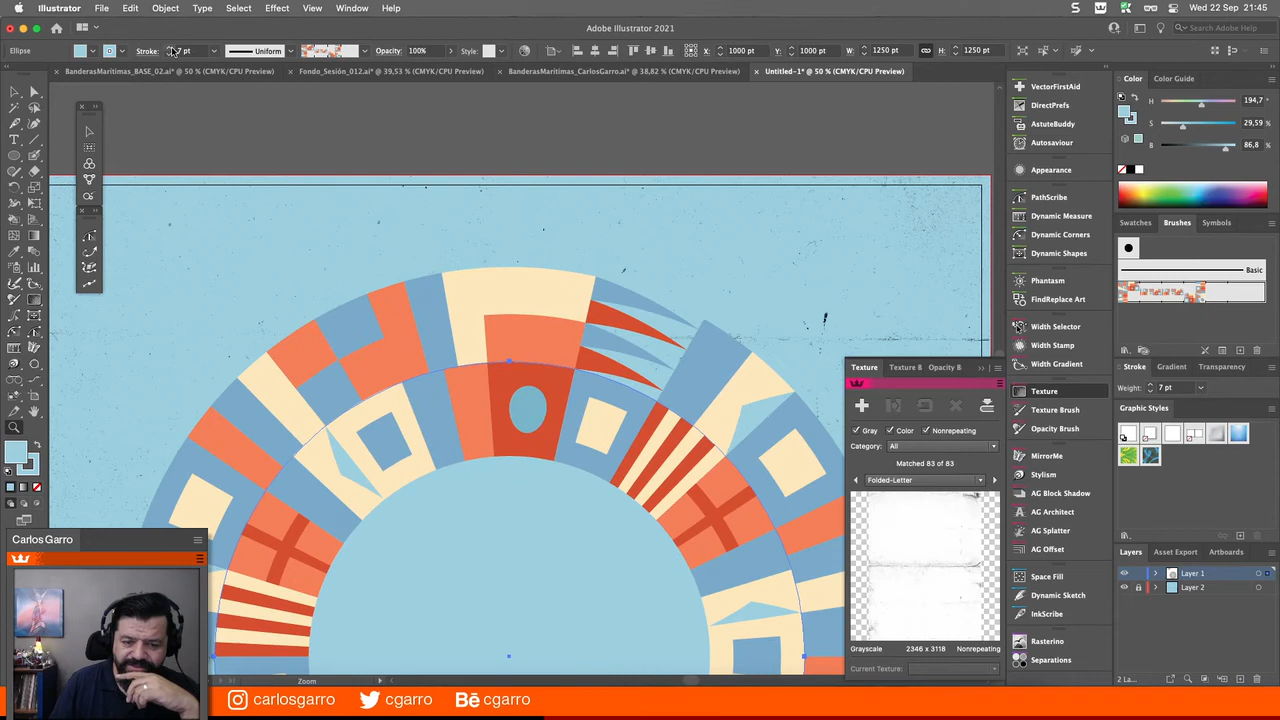 Illustrator File Edit Object Type Select Effect View Window Help Wed 22 Sep 21:45
Adobe Illustrator 2021 Search Adobe Help
Ellipse Stroke: 7 pt Uniform Opacity: 100% Style: X: 1000 pt Y: 1000 pt W: 1250 pt H: 1250 pt
BanderasMaritimas_BASE_02.ai* @ 50 % (CMYK/CPU Preview) Fondo_Sesión_012.ai* @ 39,53 % (CMYK/CPU Preview) BanderasMaritimas_CarlosGarro.ai* @ 38,82 % (CMYK/CPU Preview) Untitled-1* @ 50 % (CMYK/CPU Preview)
VectorFirstAid
DirectPrefs
AstuteBuddy
Autosaviour
Appearance
PathScribe
Dynamic Measure
Dynamic Corners
Dynamic Shapes
Phantasm
FindReplace Art
Width Selector
Width Stamp
Width Gradient
Texture
Texture Brush
Opacity Brush
MirrorMe
Stylism
AG Block Shadow
AG Architect
AG Splatter
AG Offset
Space Fill
Dynamic Sketch
InkScribe
Rasterino
Separations
Color Color Guide
H 194,7 °
S 29,59 %
B 86,8 %
Swatches Brushes Symbols
Basic
Stroke Gradient Transparency
Weight: 7 pt
Graphic Styles
Layers Asset Export Artboards
Layer 1
Layer 2
2 La...
Texture Texture B Opacity B
Gray Color Nonrepeating
Category: All
Matched 83 of 83
Folded-Letter
Grayscale 2346 x 3118 Nonrepeating
Current Texture:
CarlosGarro
Zoom
carlosgarro cgarro Bē cgarro